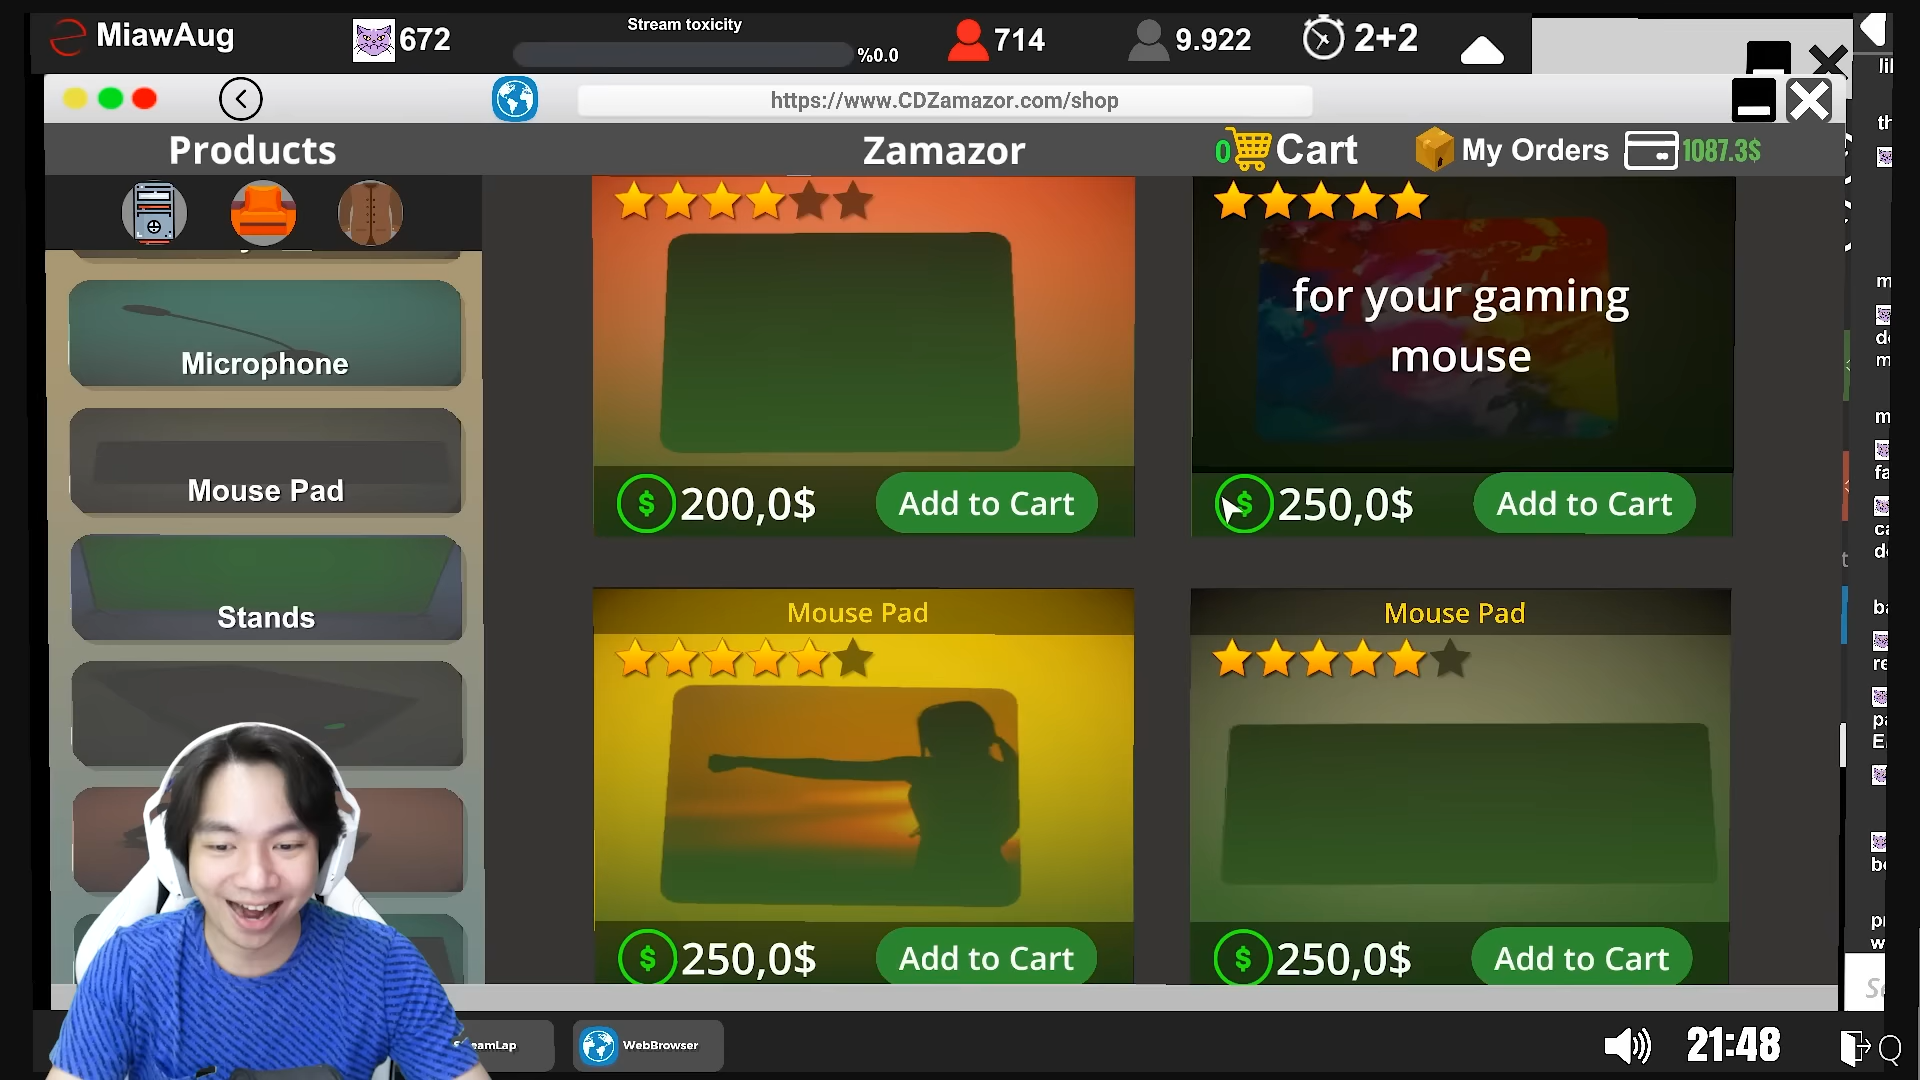 MiawAug
672
Stream toxicity
%0.0
714
9.922
2+2
https://www.CDZamazor.com/shop
Products
Zamazor
0
Cart
My Orders
1087.3$
Microphone
Mouse Pad
Stands
for your gaming
mouse
200,0$
Add to Cart
250,0$
Add to Cart
Mouse Pad
Mouse Pad
250,0$
Add to Cart
250,0$
Add to Cart
WebBrowser
21:48
Q